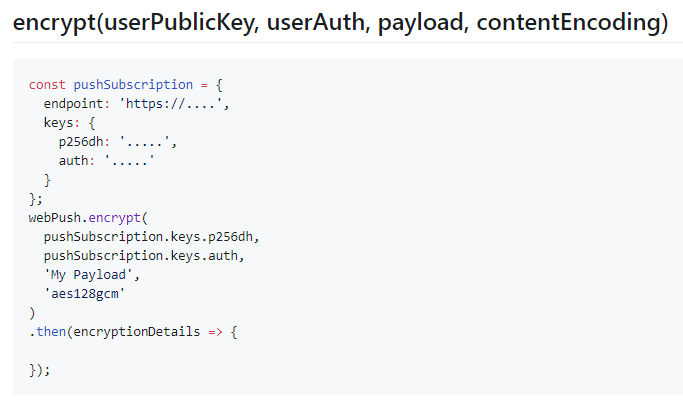 encrypt(userPublicKey, userAuth, payload, contentEncoding)
const pushSubscription = {
  endpoint: 'https://....',
  keys: {
    p256dh: '.....',
    auth: '.....'
  }
};
webPush.encrypt(
  pushSubscription.keys.p256dh,
  pushSubscription.keys.auth,
  'My Payload',
  'aes128gcm'
)
.then(encryptionDetails => {

});